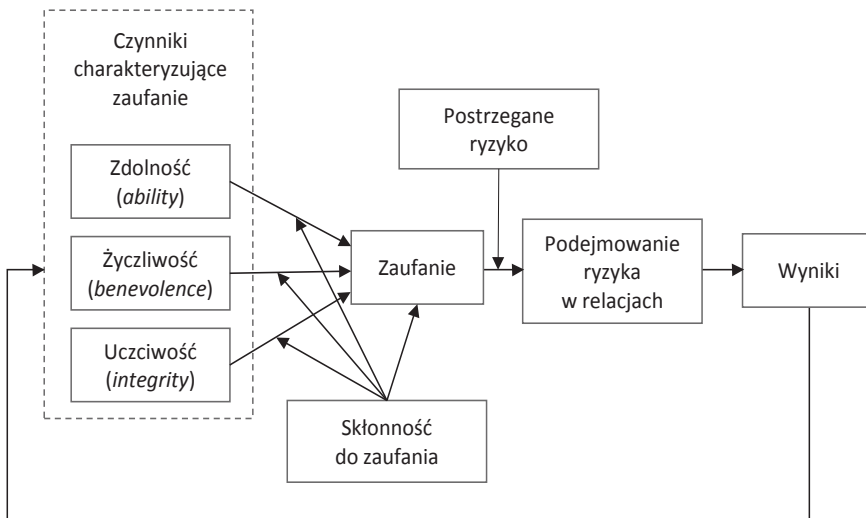 Czynniki
charakteryzujące
zaufanie
Zdolność
(ability)
Życzliwość
(benevolence)
Uczciwość
(integrity)
Postrzegane
ryzyko
Zaufanie
Podejmowanie
ryzyka
w relacjach
Wyniki
Skłonność
do zaufania